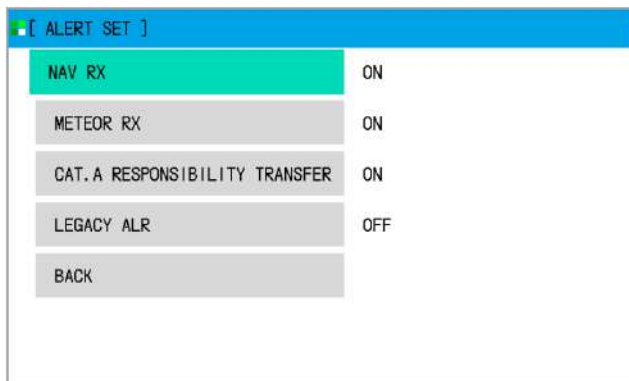 [ ALERT SET ]
NAV RX ON
METEOR RX ON
CAT.A RESPONSIBILITY TRANSFER ON
LEGACY ALR OFF
BACK